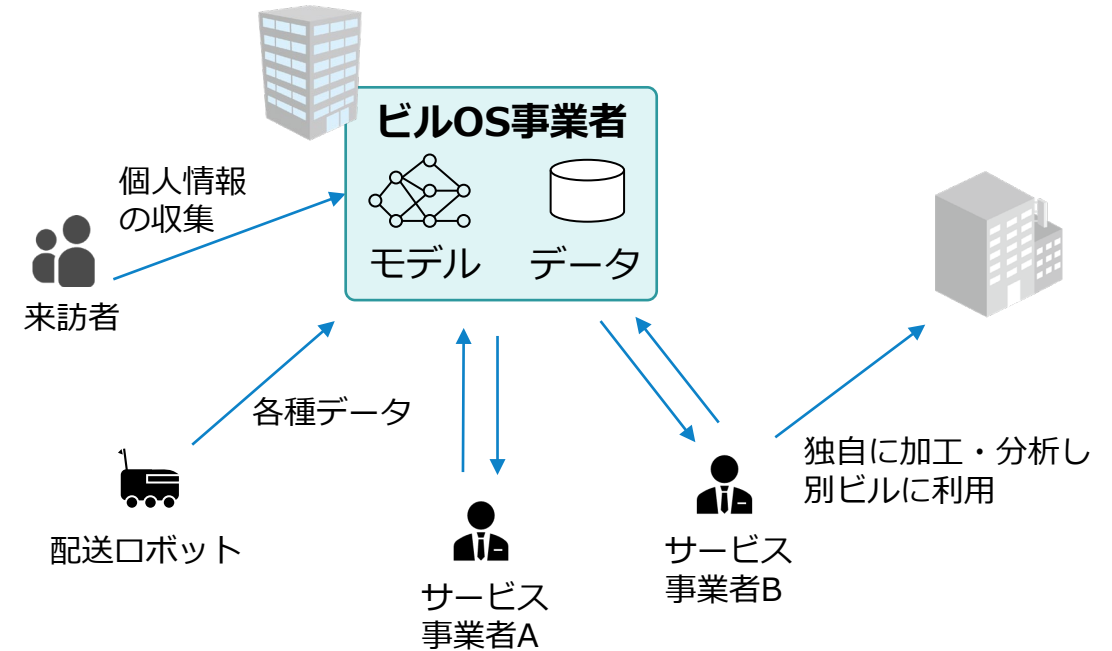 ビルOS事業者
モデル
データ
個人情報
の収集
来訪者
各種データ
配送ロボット
サービス
事業者A
サービス
事業者B
独自に加工・分析し
別ビルに利用